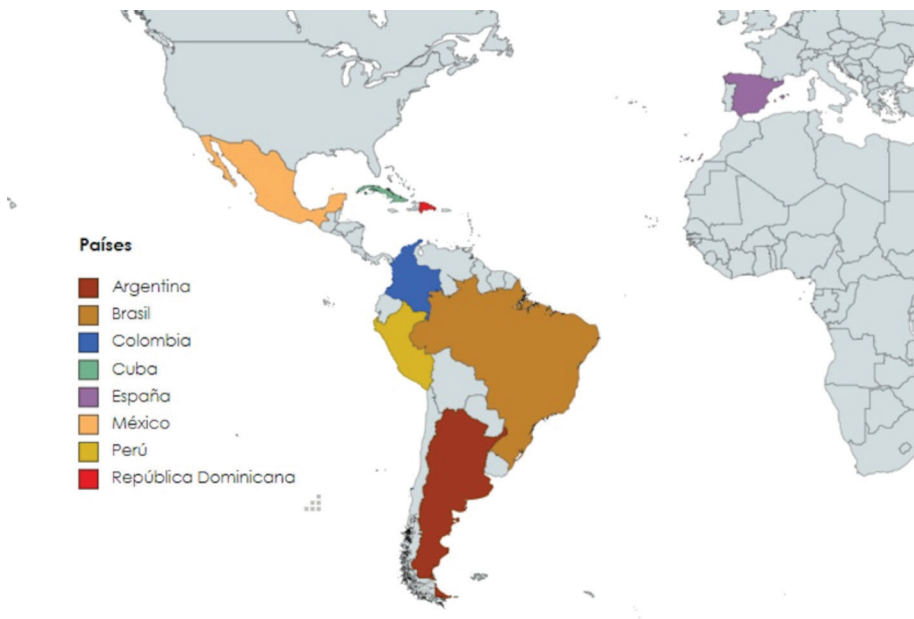 Países
Argentina
Brasil
Colombia
Cuba
España
México
Perú
República Dominicana